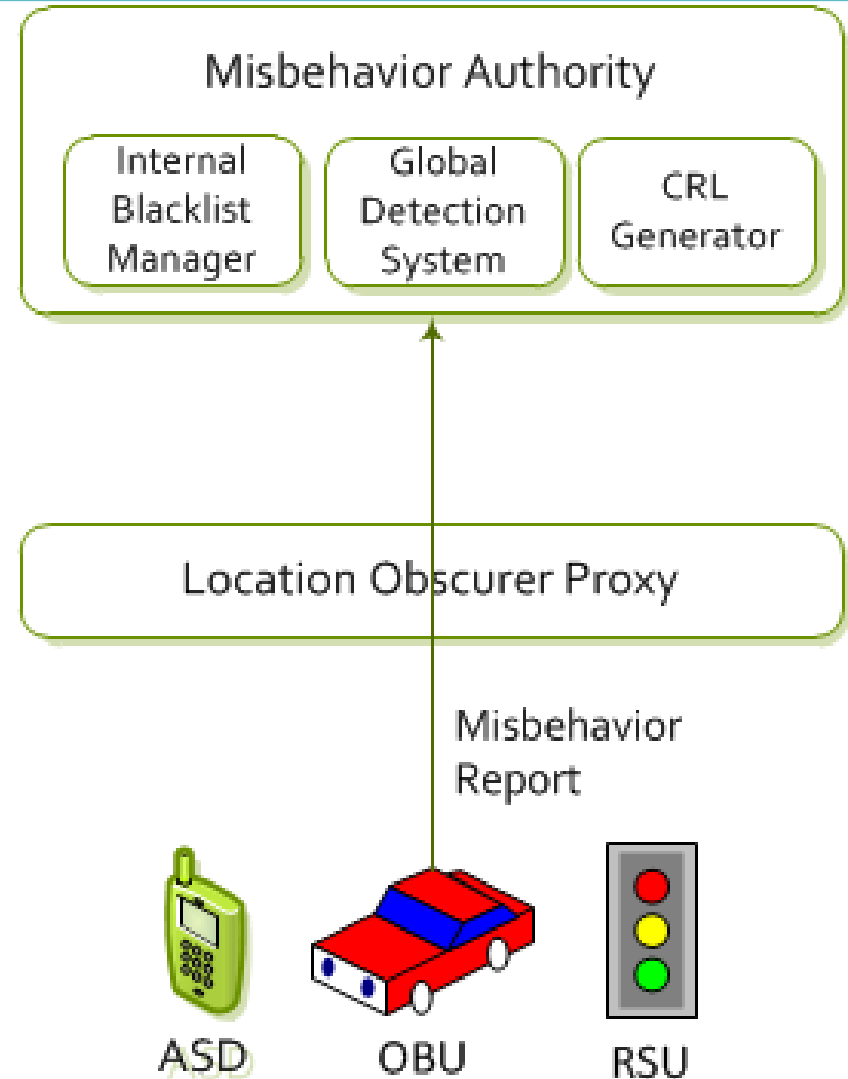 Misbehavior Authority
Internal
Blacklist
Manager
Global
Detection
System
CRL
Generator
Location Obscurer Proxy
Misbehavior
Report
ASD
OBU
RSU